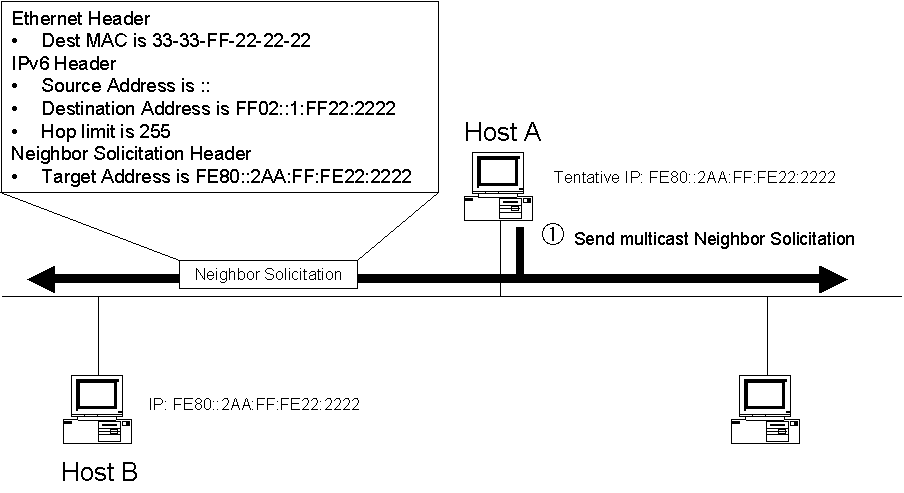 Ethernet Header
• Dest MAC is 33-33-FF-22-22-22
IPv6 Header
• Source Address is ::
• Destination Address is FF02::1:FF22:2222
• Hop limit is 255
Neighbor Solicitation Header
• Target Address is FE80::2AA:FF:FE22:2222
Host A
Tentative IP: FE80::2AA:FF:FE22:2222
① Send multicast Neighbor Solicitation
Neighbor Solicitation
IP: FE80::2AA:FF:FE22:2222
Host B